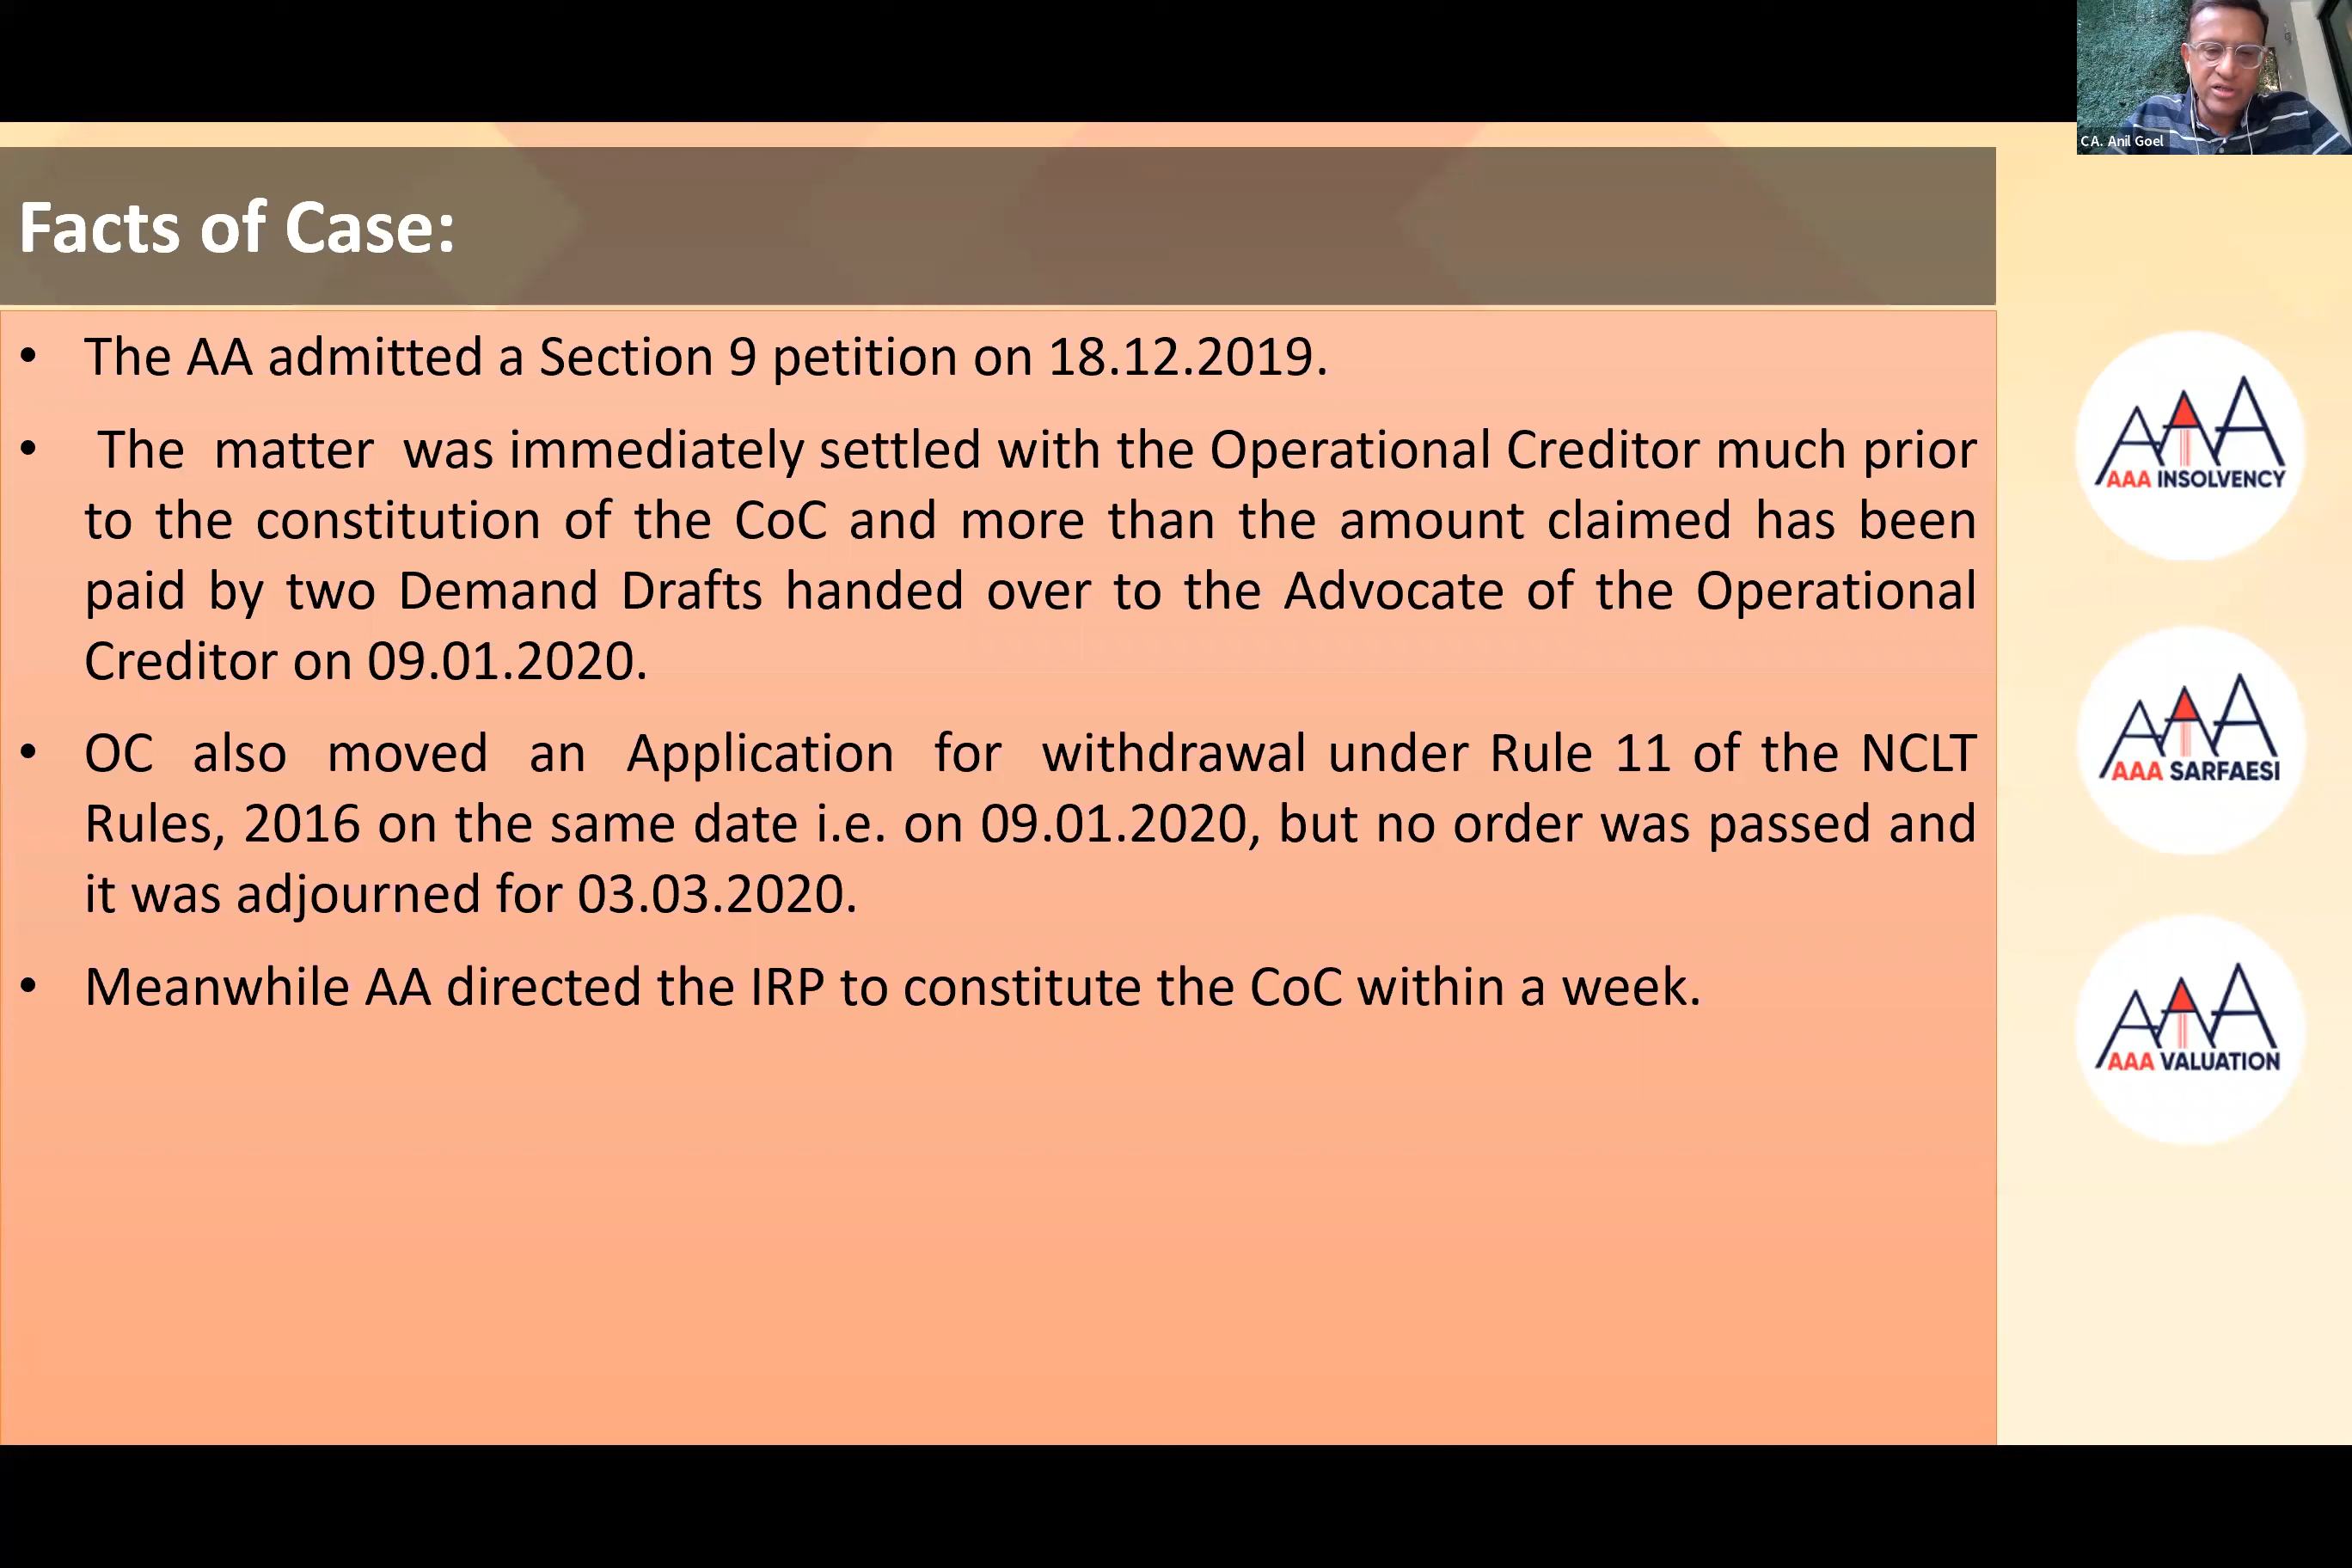 CA. Anil Goel
Facts of Case:
• The AA admitted a Section 9 petition on 18.12.2019.
• The matter was immediately settled with the Operational Creditor much prior
to the constitution of the CoC and more than the amount claimed has been
paid by two Demand Drafts handed over to the Advocate of the Operational
Creditor on 09.01.2020.
• OC also moved an Application for withdrawal under Rule 11 of the NCLT
Rules, 2016 on the same date i.e. on 09.01.2020, but no order was passed and
it was adjourned for 03.03.2020.
• Meanwhile AA directed the IRP to constitute the CoC within a week.
AAA
AAA INSOLVENCY
AAA
AAA SARFAESI
AAA
AAA VALUATION